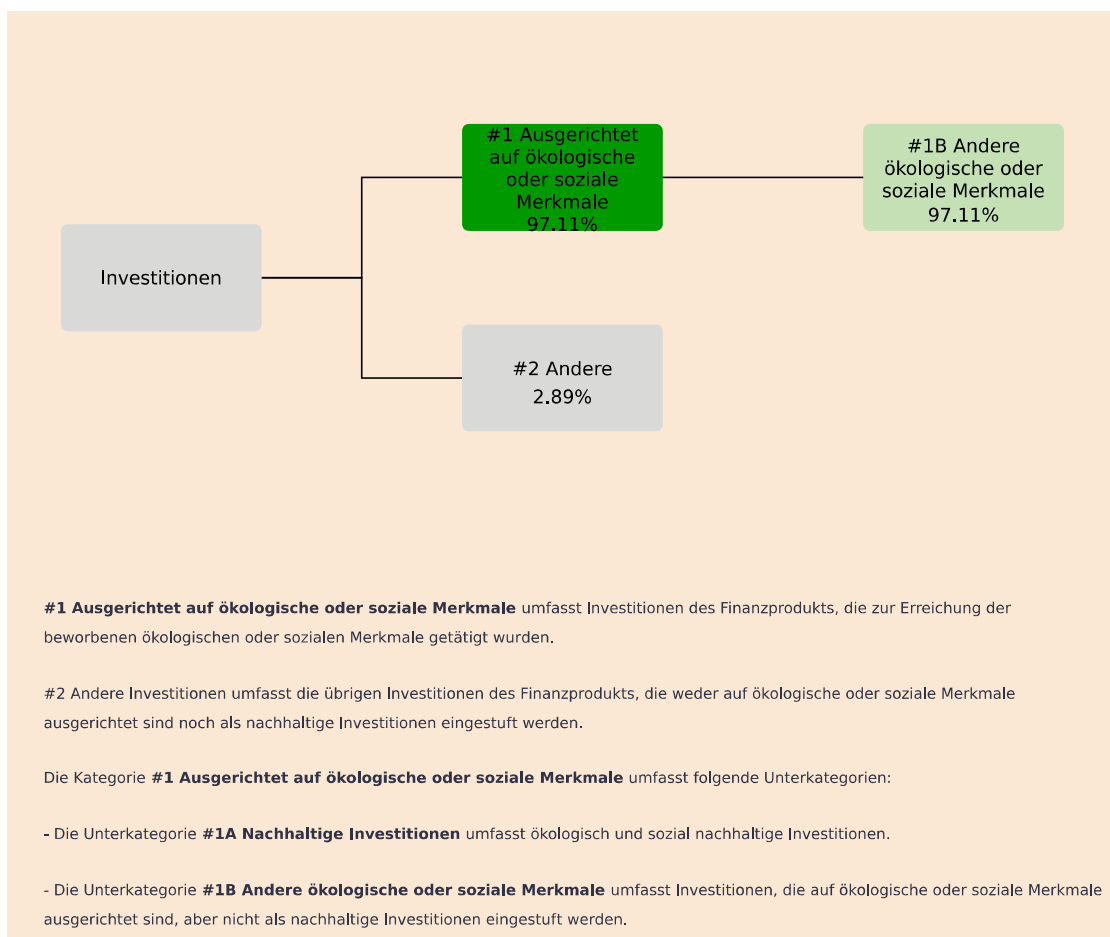 #1 Ausgerichtet
auf ökologische
oder soziale
Merkmale
97.11%
#1B Andere
ökologische oder
soziale Merkmale
97.11%
Investitionen
#2 Andere
2.89%
#1 Ausgerichtet auf ökologische oder soziale Merkmale umfasst Investitionen des Finanzprodukts, die zur Erreichung der
beworbenen ökologischen oder sozialen Merkmale getätigt wurden.
#2 Andere Investitionen umfasst die übrigen Investitionen des Finanzprodukts, die weder auf ökologische oder soziale Merkmale
ausgerichtet sind noch als nachhaltige Investitionen eingestuft werden.
Die Kategorie #1 Ausgerichtet auf ökologische oder soziale Merkmale umfasst folgende Unterkategorien:
- Die Unterkategorie #1A Nachhaltige Investitionen umfasst ökologisch und sozial nachhaltige Investitionen.
- Die Unterkategorie #1B Andere ökologische oder soziale Merkmale umfasst Investitionen, die auf ökologische oder soziale Merkmale
ausgerichtet sind, aber nicht als nachhaltige Investitionen eingestuft werden.